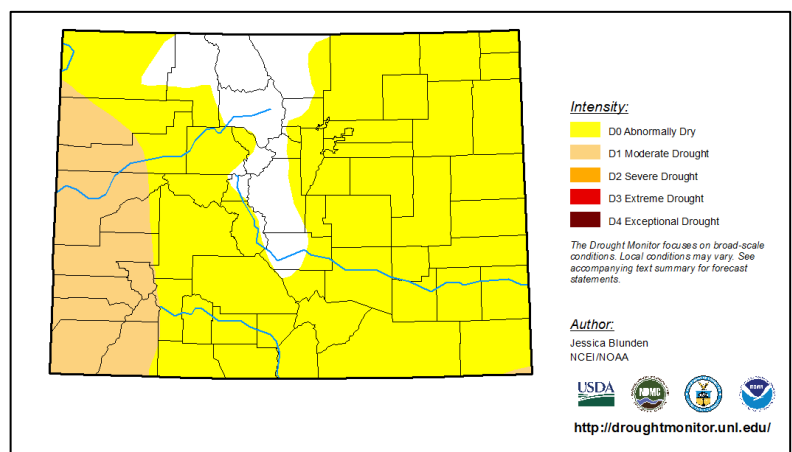 Intensity:
D0 Abnormally Dry
D1 Moderate Drought
D2 Severe Drought
D3 Extreme Drought
D4 Exceptional Drought
The Drought Monitor focuses on broad-scale
conditions. Local conditions may vary. See
accompanying text summary for forecast
statements.
Author:
Jessica Blunden
NCEI/NOAA
USDA
NDMC
NOAA
http://droughtmonitor.unl.edu/